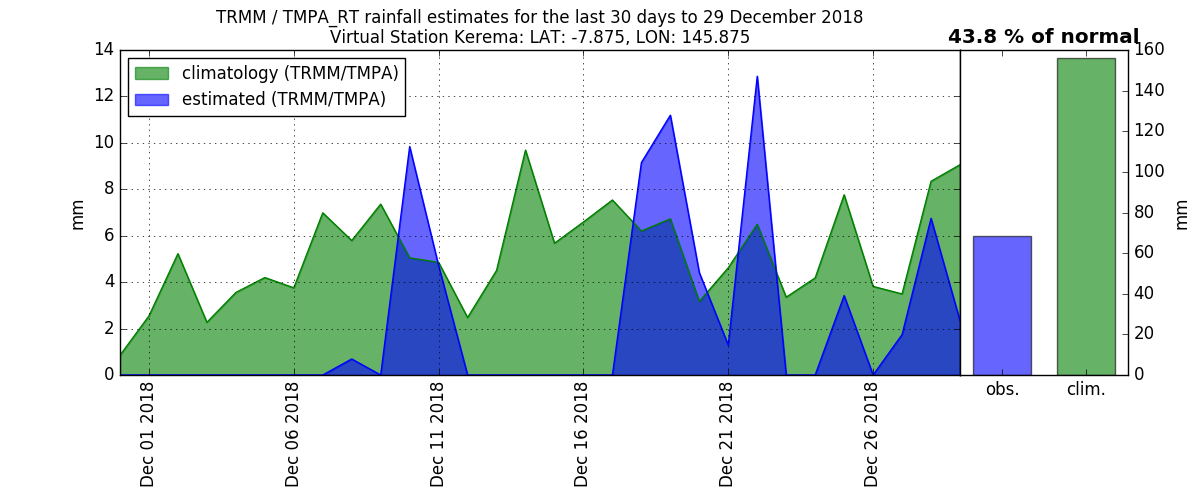 TRMM / TMPA_RT rainfall estimates for the last 30 days to 29 December 2018
Virtual Station Kerema: LAT: -7.875, LON: 145.875
43.8 % of normal
climatology (TRMM/TMPA)
estimated (TRMM/TMPA)
14
12
10
8
6
4
2
0
mm
Dec 01 2018
Dec 06 2018
Dec 11 2018
Dec 16 2018
Dec 21 2018
Dec 26 2018
obs.
clim.
160
140
120
100
80
60
40
20
0
mm